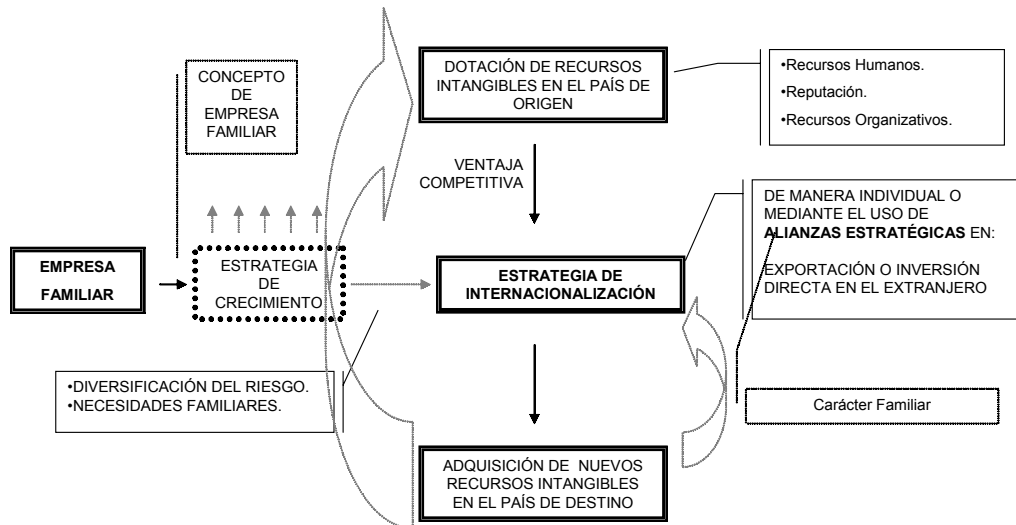 CONCEPTO
DE
EMPRESA
FAMILIAR
DOTACIÓN DE RECURSOS
INTANGIBLES EN EL PAÍS DE
ORIGEN
•Recursos Humanos.
•Reputación.
•Recursos Organizativos.
VENTAJA
COMPETITIVA
DE MANERA INDIVIDUAL O
MEDIANTE EL USO DE
ALIANZAS ESTRATÉGICAS EN:
EXPORTACIÓN O INVERSIÓN
DIRECTA EN EL EXTRANJERO
EMPRESA
FAMILIAR
ESTRATEGIA
DE
CRECIMIENTO
ESTRATEGIA DE
INTERNACIONALIZACIÓN
•DIVERSIFICACIÓN DEL RIESGO.
•NECESIDADES FAMILIARES.
Carácter Familiar
ADQUISICIÓN DE NUEVOS
RECURSOS INTANGIBLES
EN EL PAÍS DE DESTINO